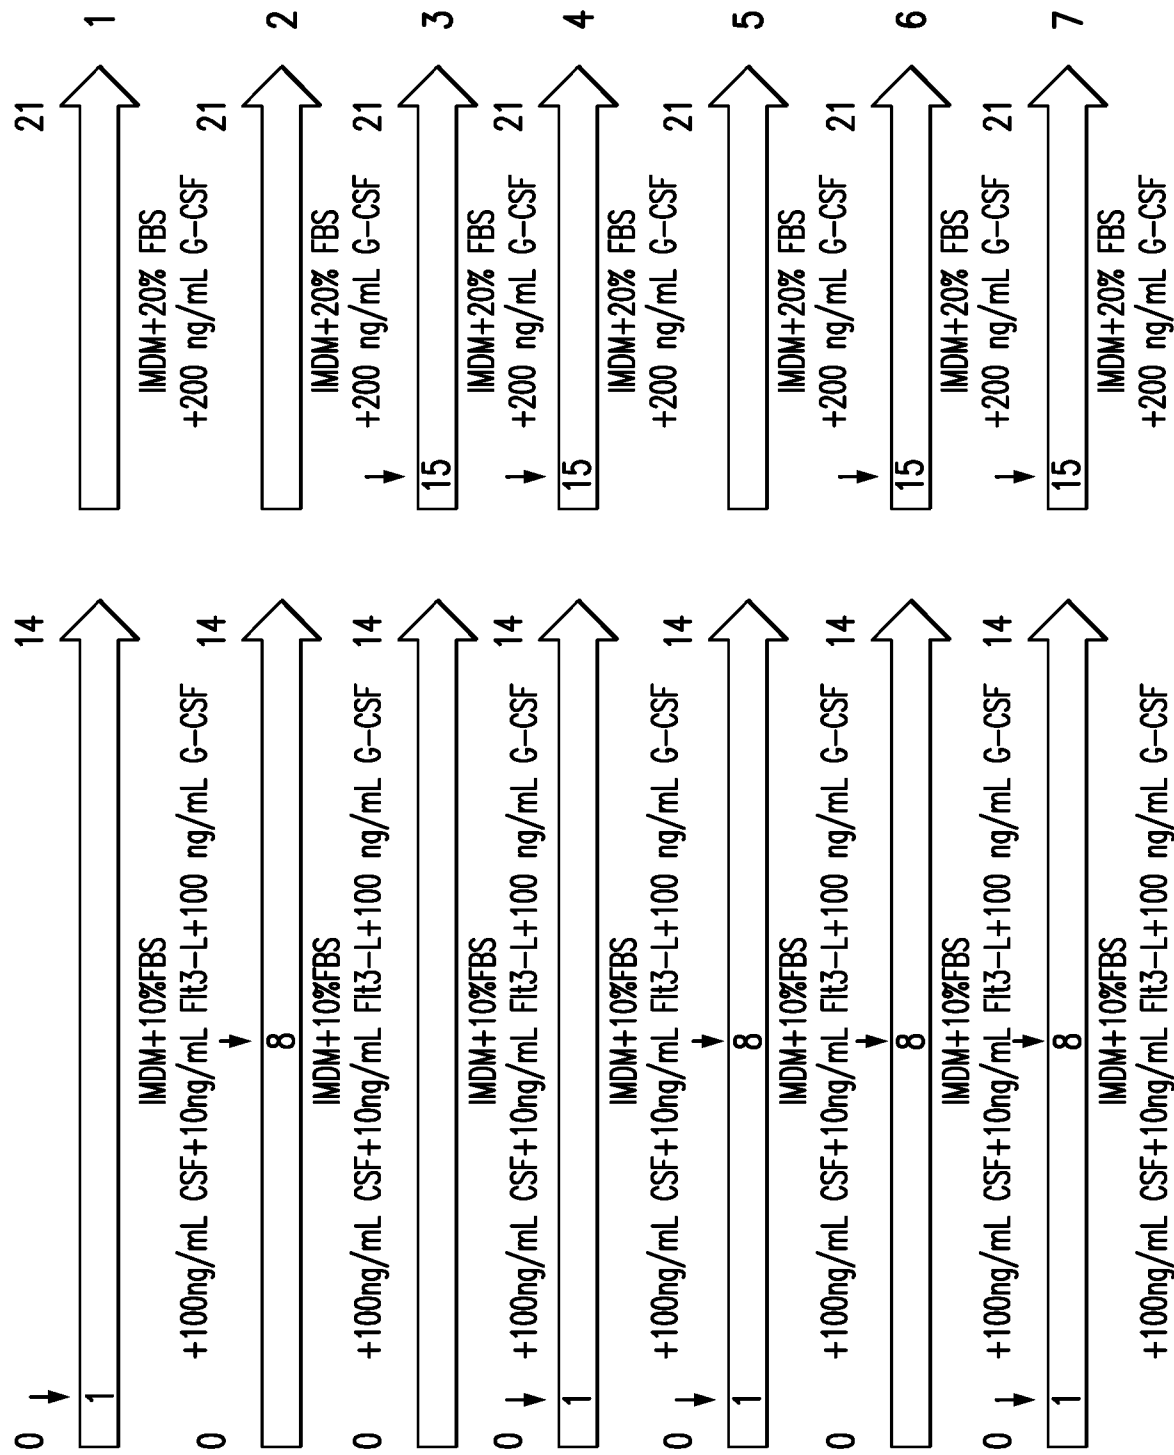 0 14 21
1 1
IMDM+10%FBS IMDM+20% FBS
+100ng/mL CSF+10ng/mL Flt3-L+100 ng/mL G-CSF +200 ng/mL G-CSF
0 14 21
8 2
IMDM+10%FBS IMDM+20% FBS
+100ng/mL CSF+10ng/mL Flt3-L+100 ng/mL G-CSF +200 ng/mL G-CSF
0 14 21
15 3
IMDM+10%FBS IMDM+20% FBS
+100ng/mL CSF+10ng/mL Flt3-L+100 ng/mL G-CSF +200 ng/mL G-CSF
0 14 21
1 15 4
IMDM+10%FBS IMDM+20% FBS
+100ng/mL CSF+10ng/mL Flt3-L+100 ng/mL G-CSF +200 ng/mL G-CSF
0 14 21
1 8 5
IMDM+10%FBS IMDM+20% FBS
+100ng/mL CSF+10ng/mL Flt3-L+100 ng/mL G-CSF +200 ng/mL G-CSF
0 14 21
8 15 6
IMDM+10%FBS IMDM+20% FBS
+100ng/mL CSF+10ng/mL Flt3-L+100 ng/mL G-CSF +200 ng/mL G-CSF
0 14 21
1 8 15 7
IMDM+10%FBS IMDM+20% FBS
+100ng/mL CSF+10ng/mL Flt3-L+100 ng/mL G-CSF +200 ng/mL G-CSF